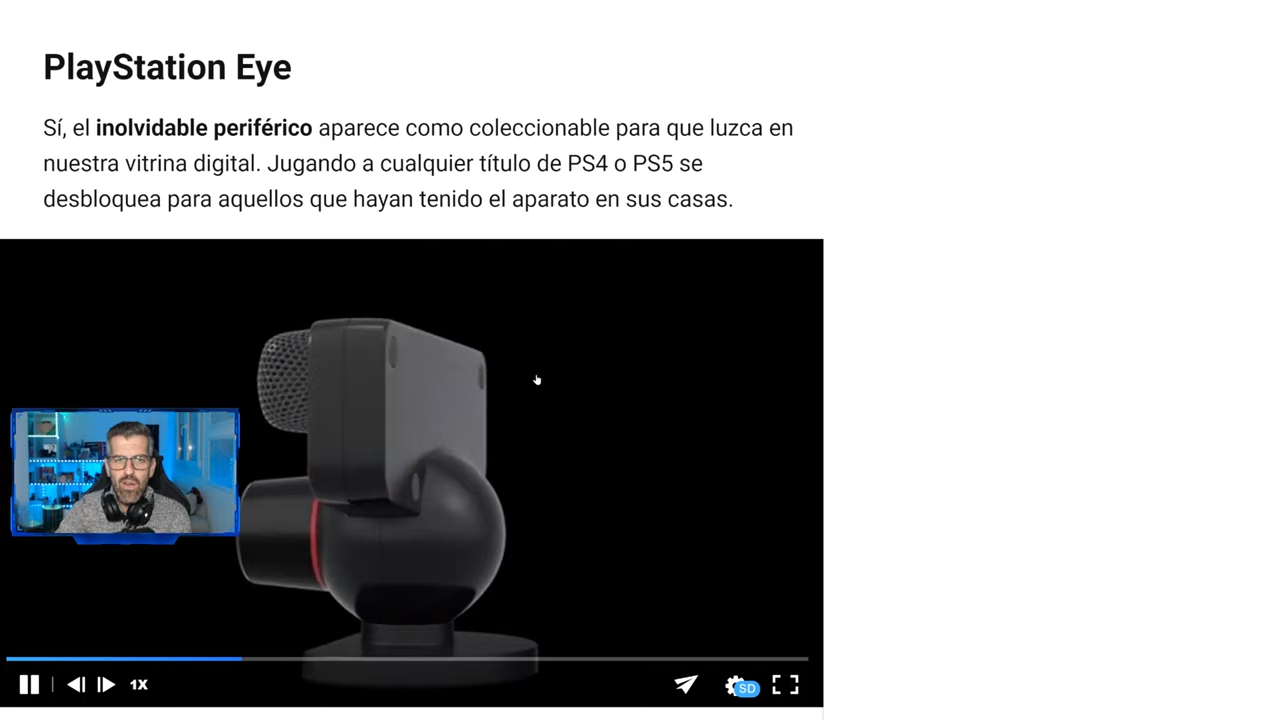 PlayStation Eye
Sí, el inolvidable periférico aparece como coleccionable para que luzca en
nuestra vitrina digital. Jugando a cualquier título de PS4 o PS5 se
desbloquea para aquellos que hayan tenido el aparato en sus casas.
1X
SD